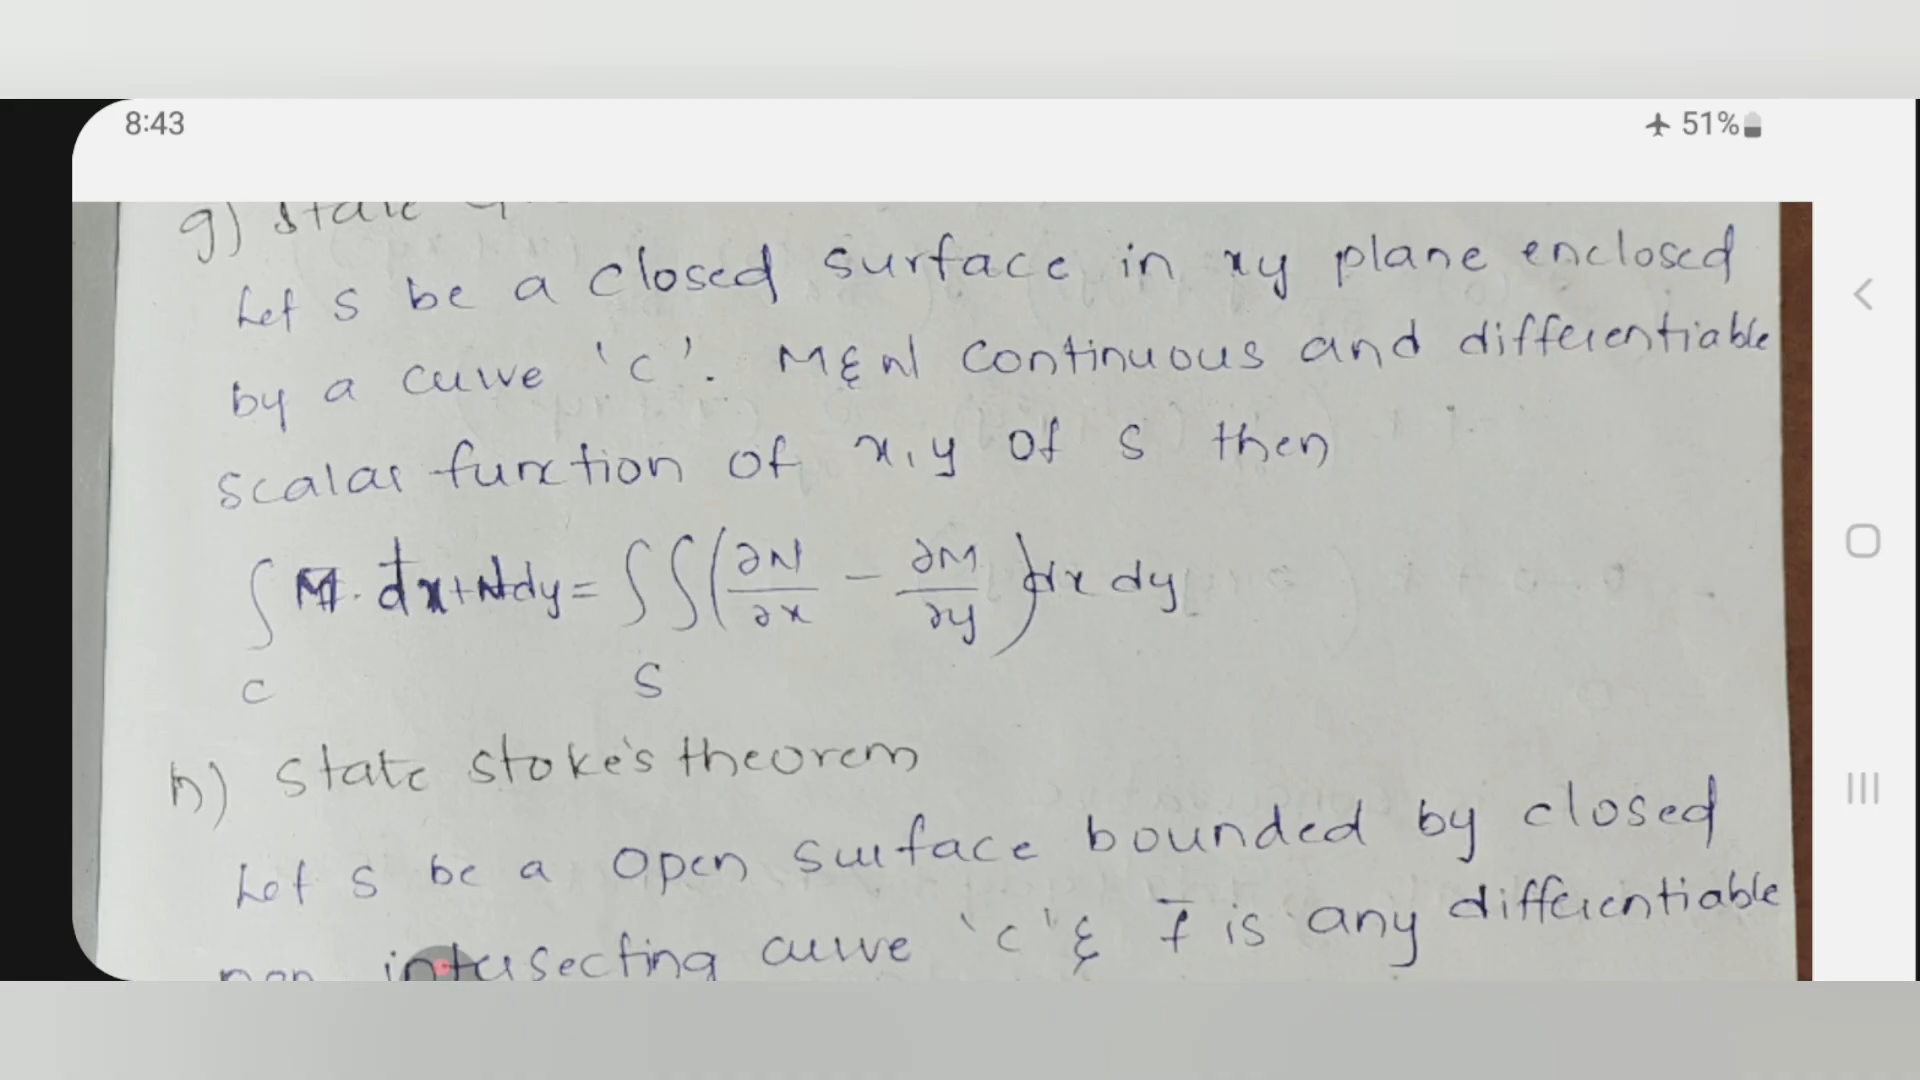 8:43
51%
g) State
Let S be a closed surface in xy plane enclosed
by a curve 'c'. M & N continuous and differentiable
scalar function of x,y of S then
∫ M. dx+Ndy = ∫∫(∂N/∂x − ∂M/∂y)dx dy
C S
h) State stoke's theorem
Let S be a open surface bounded by closed
non intersecting curve 'c' & f̄ is any differentiable